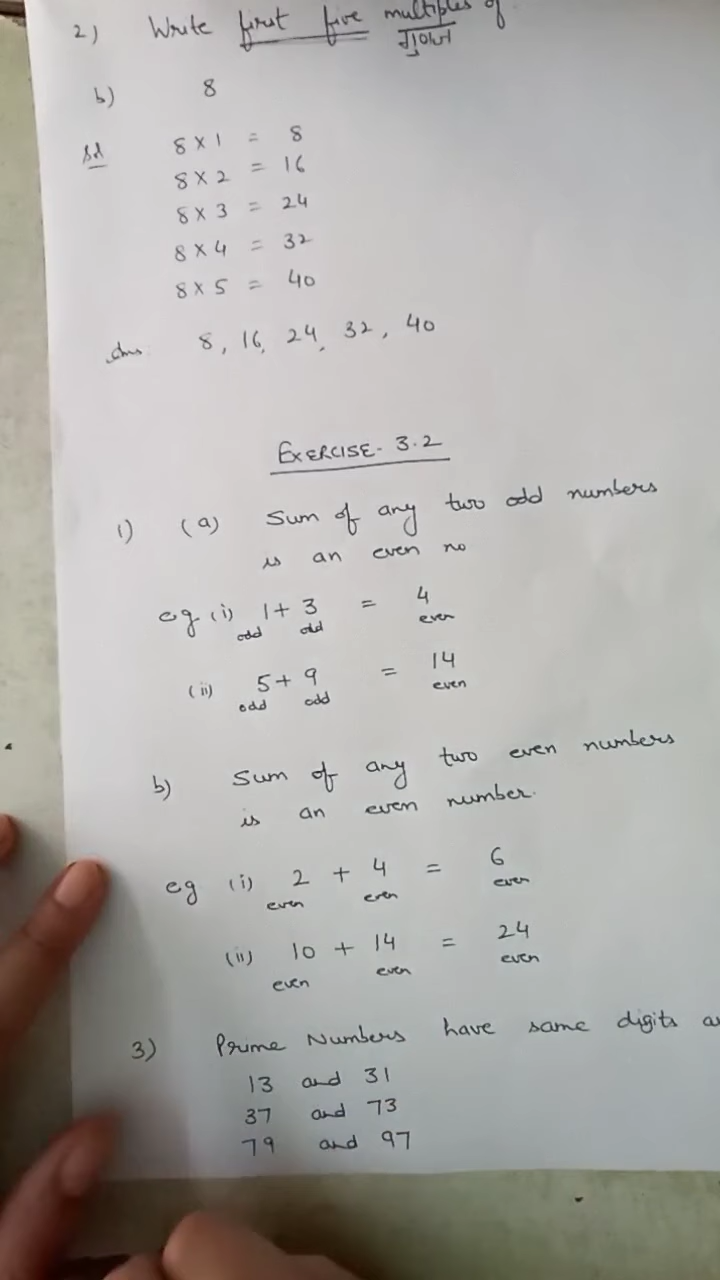 2) Write first five multiples of
गुणज
b) 8
Sol 8 × 1 = 8
8 × 2 = 16
8 × 3 = 24
8 × 4 = 32
8 × 5 = 40
Ans. 8, 16, 24, 32, 40
EXERCISE- 3.2
1) (a) Sum of any two odd numbers
is an even no
eg (i) 1 + 3 = 4
odd odd even
(ii) 5 + 9 = 14
odd odd even
b) Sum of any two even numbers
is an even number.
eg (i) 2 + 4 = 6
even even even
(ii) 10 + 14 = 24
even even even
3) Prime Numbers have same digits
13 and 31
37 and 73
79 and 97